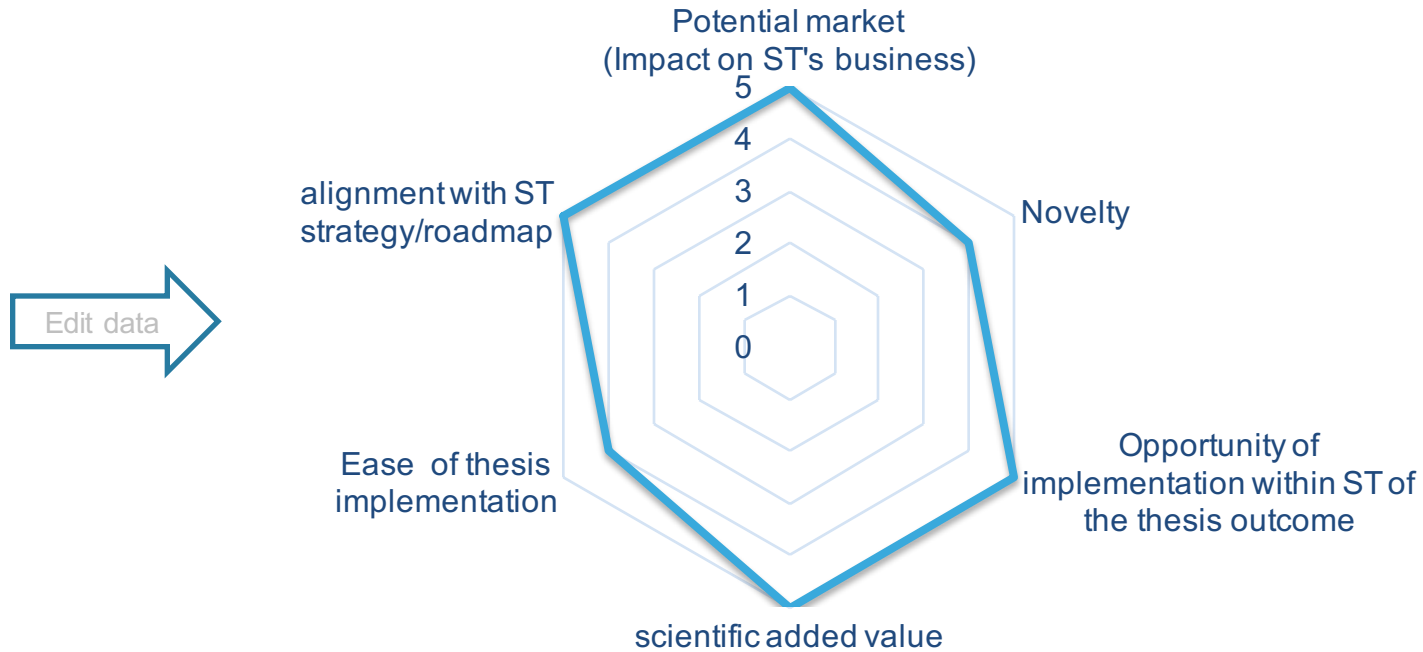 Potential market
(Impact on ST's business)
5
4
3
2
1
0
alignment with ST
strategy/roadmap
Novelty
Edit data
Ease of thesis
implementation
Opportunity of
implementation within ST of
the thesis outcome
scientific added value